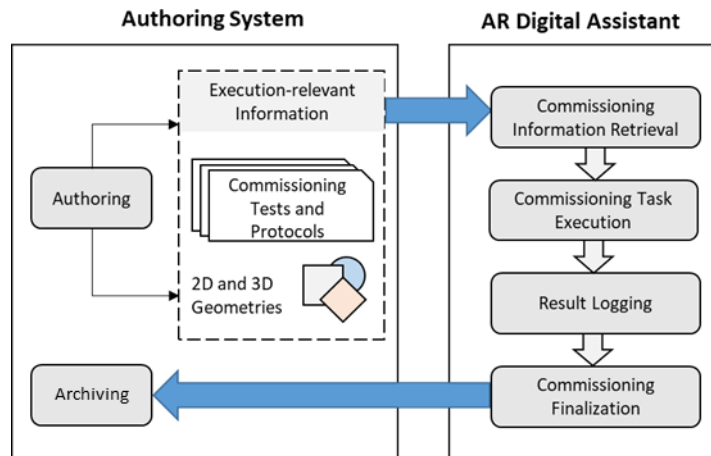 Authoring System
AR Digital Assistant
Execution-relevant
Information
Commissioning
Information Retrieval
Authoring
Commissioning
Tests and
Protocols
Commissioning Task
Execution
2D and 3D
Geometries
Result Logging
Archiving
Commissioning
Finalization